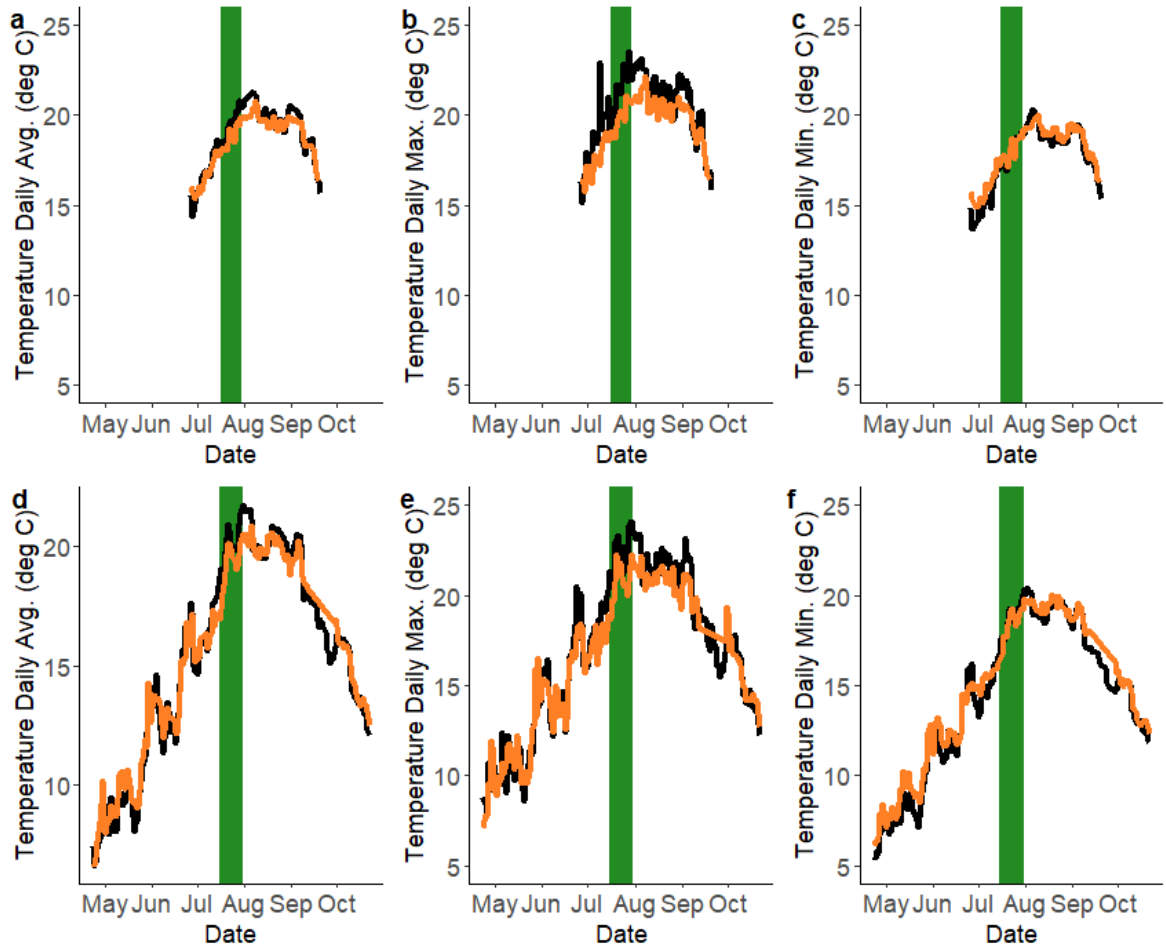 a
Temperature Daily Avg. (deg C)
25
20
15
10
5
May Jun Jul Aug Sep Oct
Date
b
Temperature Daily Max. (deg C)
25
20
15
10
5
May Jun Jul Aug Sep Oct
Date
c
Temperature Daily Min. (deg C)
25
20
15
10
5
May Jun Jul Aug Sep Oct
Date
d
Temperature Daily Avg. (deg C)
20
15
10
May Jun Jul Aug Sep Oct
Date
e
Temperature Daily Max. (deg C)
25
20
15
10
5
May Jun Jul Aug Sep Oct
Date
f
Temperature Daily Min. (deg C)
25
20
15
10
5
May Jun Jul Aug Sep Oct
Date